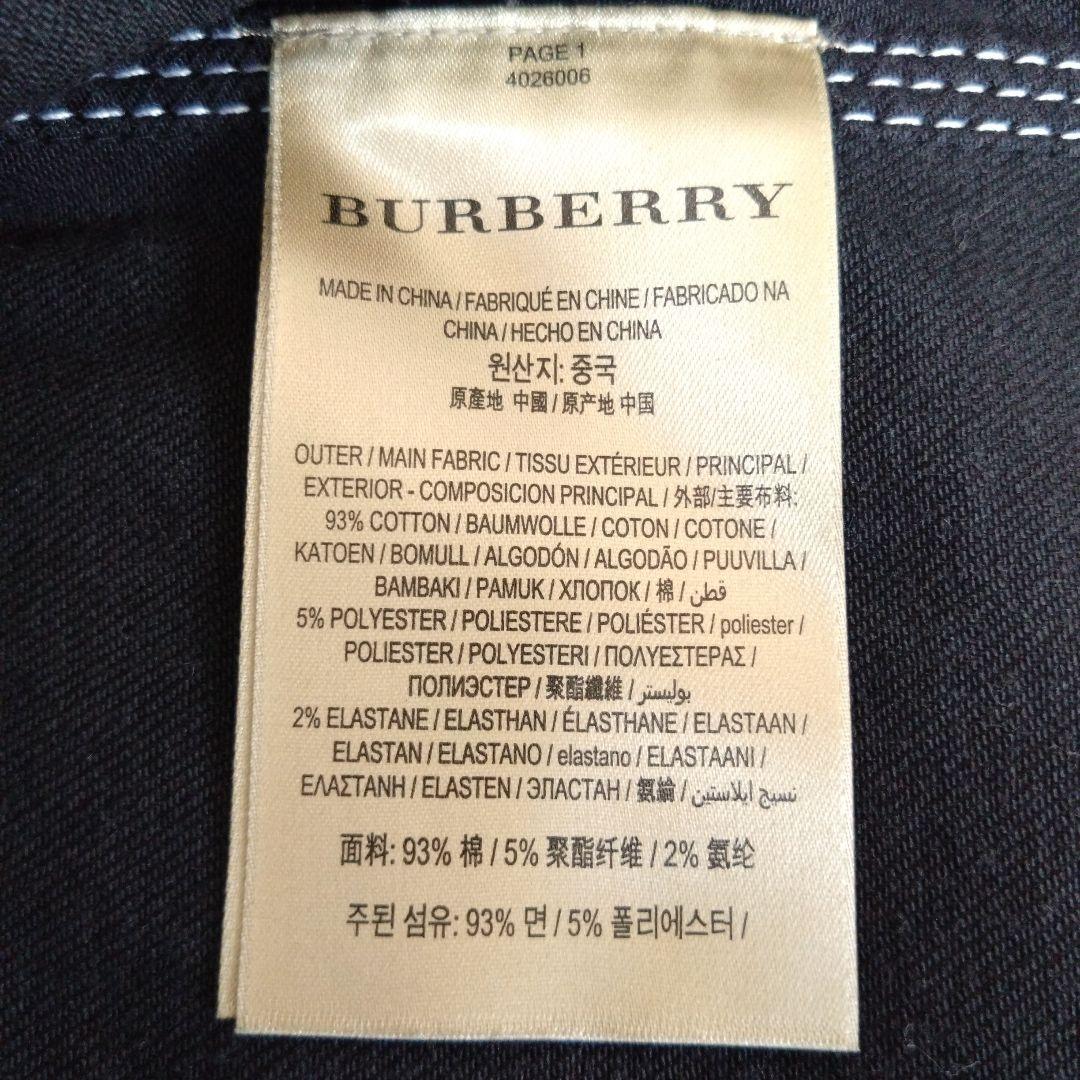 PAGE 1
4026006
BURBERRY
MADE IN CHINA / FABRIQUÉ EN CHINE / FABRICADO NA
CHINA / HECHO EN CHINA
원산지: 중국
原產地 中國 / 原产地 中国
OUTER / MAIN FABRIC / TISSU EXTÉRIEUR / PRINCIPAL /
EXTERIOR - COMPOSICION PRINCIPAL / 外部/主要布料:
93% COTTON / BAUMWOLLE / COTON / COTONE /
KATOEN / BOMULL / ALGODÓN / ALGODÃO / PUUVILLA /
BAMBAKI / PAMUK / ХЛОПОК / 棉 / قطن
5% POLYESTER / POLIESTERE / POLIÉSTER / poliester /
POLIESTER / POLYESTERI / ΠΟΛΥΕΣΤΕΡΑΣ /
ПОЛИЭСТЕР / 聚酯纖維 / بوليستر
2% ELASTANE / ELASTHAN / ÉLASTHANE / ELASTAAN /
ELASTAN / ELASTANO / elastano / ELASTAANI /
ΕΛΑΣΤΑΝΗ / ELASTEN / ЭЛАСТАН / 氨綸 / نسيج ايلاستين
面料: 93% 棉 / 5% 聚酯纤维 / 2% 氨纶
주된 섬유: 93% 면 / 5% 폴리에스터 /